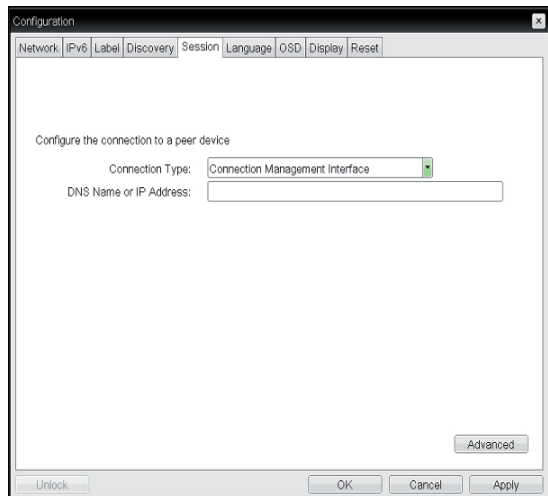 Configuration
Network IPv6 Label Discovery Session Language OSD Display Reset
Configure the connection to a peer device
Connection Type: Connection Management Interface
DNS Name or IP Address:
Advanced
Unlock OK Cancel Apply